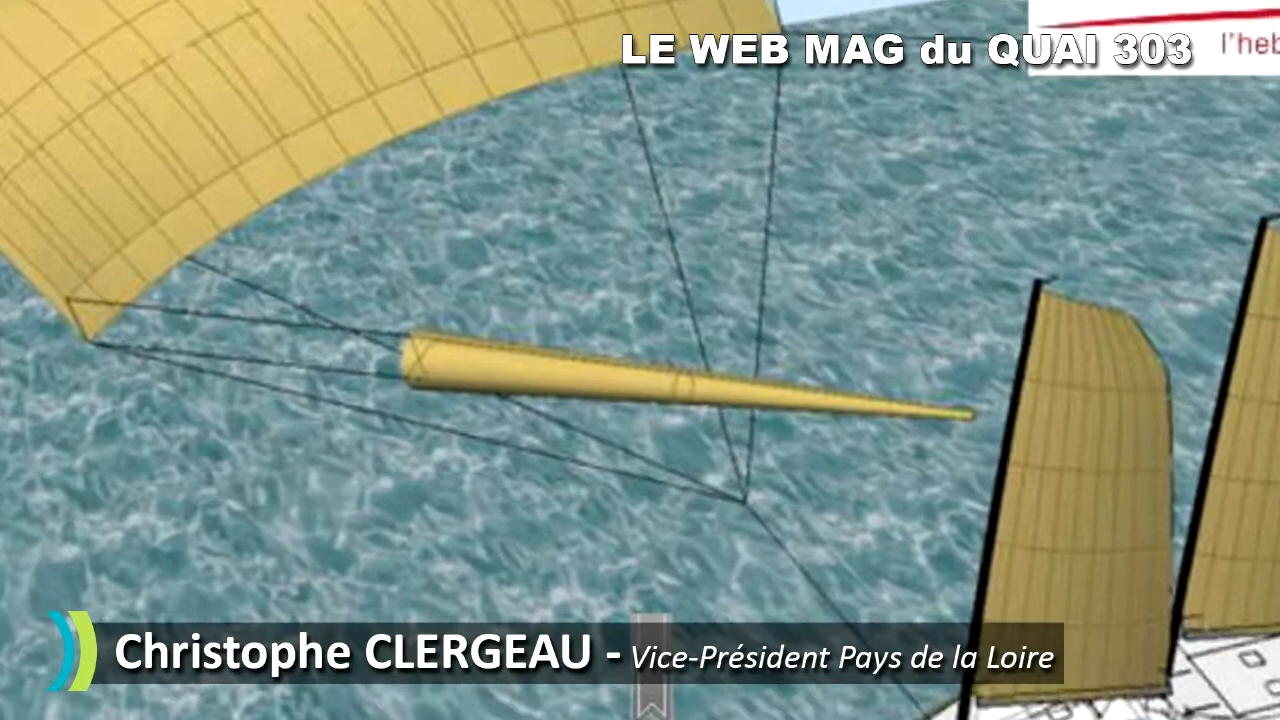 LE WEB MAG du QUAI 303
l'heb
Christophe CLERGEAU - Vice-Président Pays de la Loire